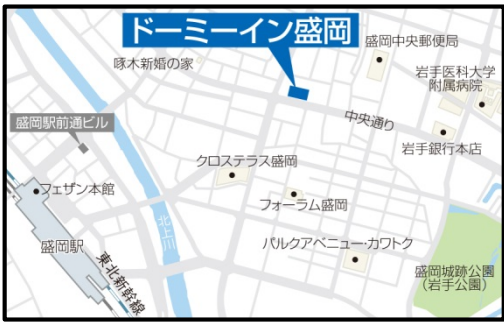 ドーミーイン盛岡
盛岡中央郵便局
啄木新婚の家
岩手医科大学
附属病院
中央通り
盛岡駅前通ビル
岩手銀行本店
クロステラス盛岡
フェザン本館
フォーラム盛岡
北上川
パルクアベニュー・カワトク
盛岡駅
東北新幹線
盛岡城跡公園
(岩手公園)